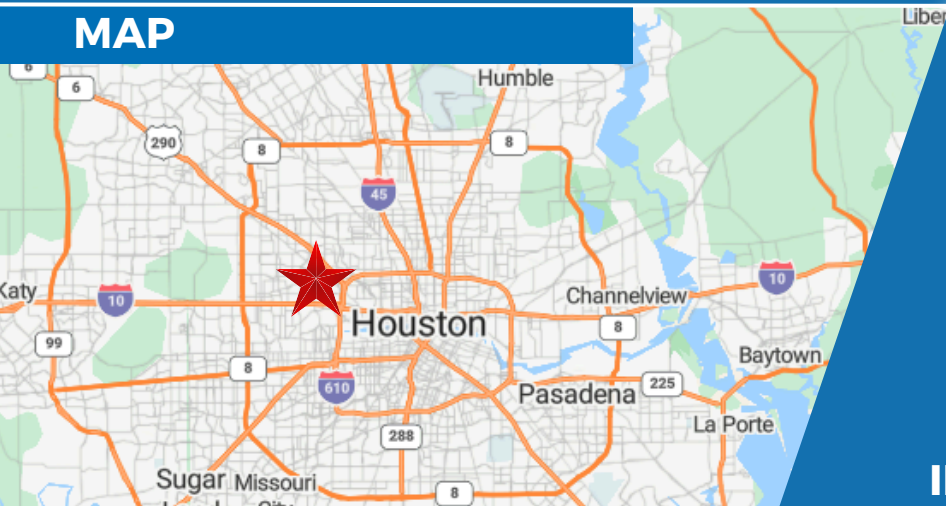 MAP
Liber
Humble
6
6
290
8
8
45
Katy
10
10
Channelview
Houston
8
99
Baytown
8
610
Pasadena
225
La Porte
288
Sugar
Missouri
8